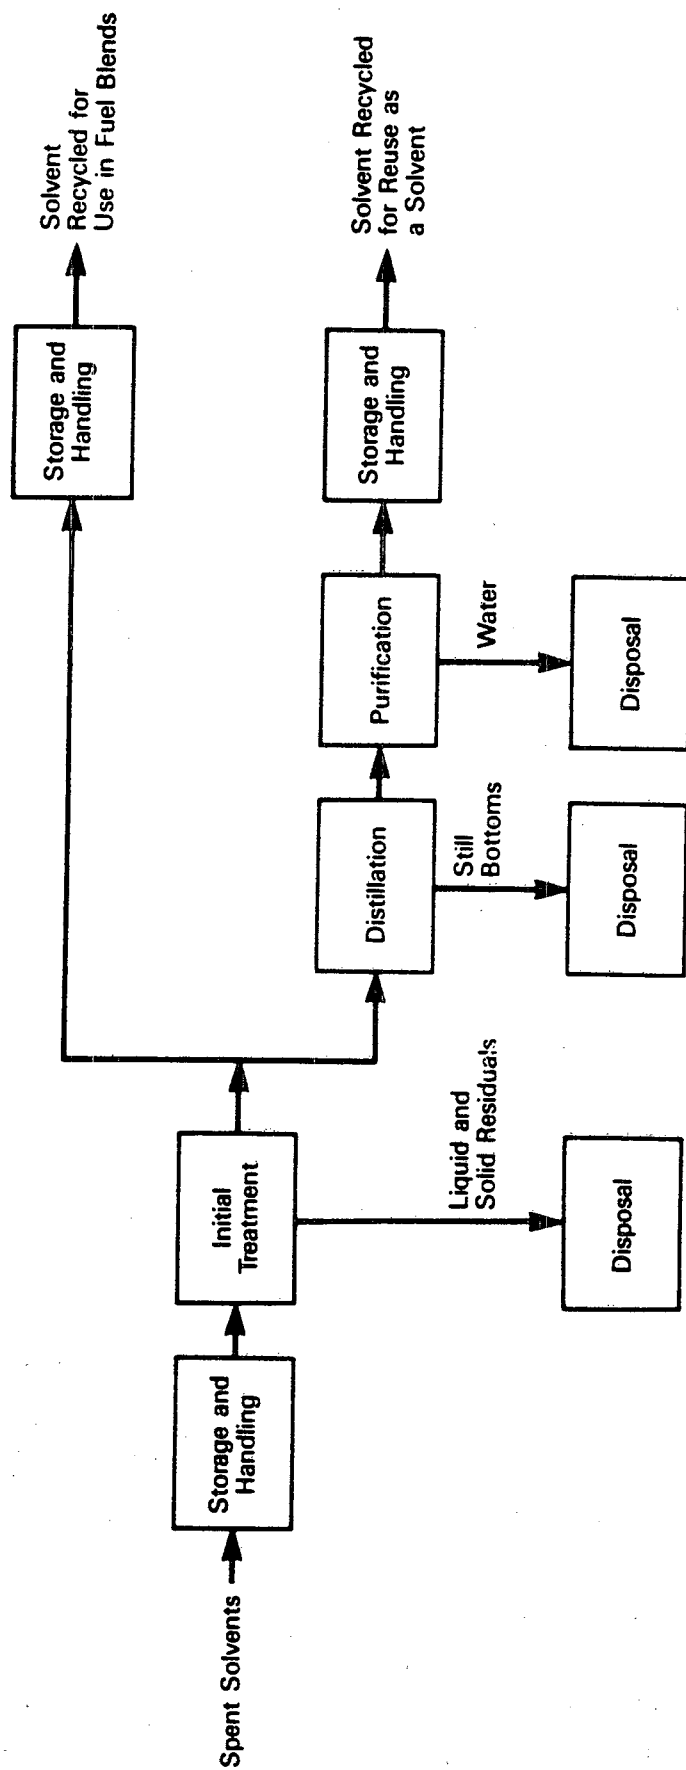 Spent Solvents
Storage and
Handling
Initial
Treatment
Liquid and
Solid Residuals
Disposal
Storage and
Handling
Solvent
Recycled for
Use in Fuel Blends
Distillation
Still
Bottoms
Disposal
Purification
Water
Disposal
Storage and
Handling
Solvent Recycled
for Reuse as
a Solvent